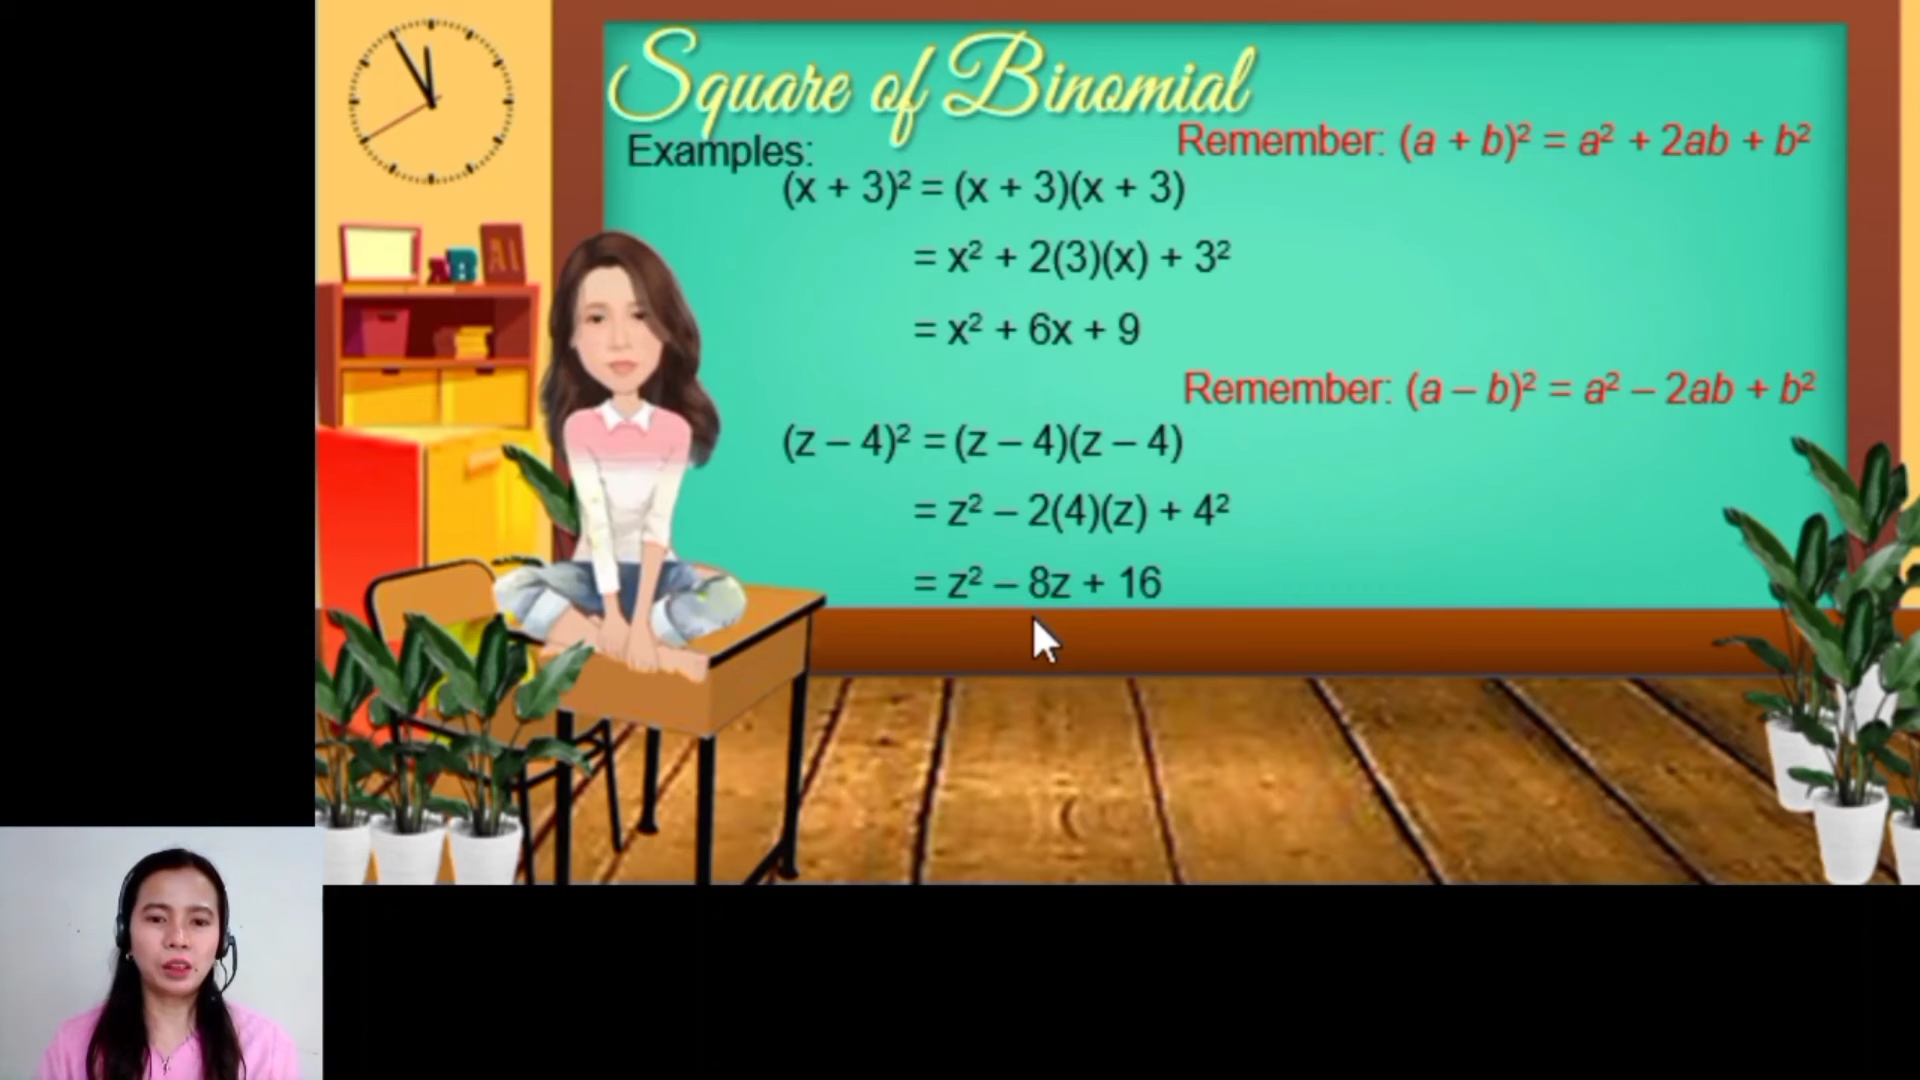 Square of Binomial
Examples:
Remember: (a + b)² = a² + 2ab + b²
(x + 3)² = (x + 3)(x + 3)
= x² + 2(3)(x) + 3²
= x² + 6x + 9
Remember: (a – b)² = a² – 2ab + b²
(z – 4)² = (z – 4)(z – 4)
= z² – 2(4)(z) + 4²
= z² – 8z + 16